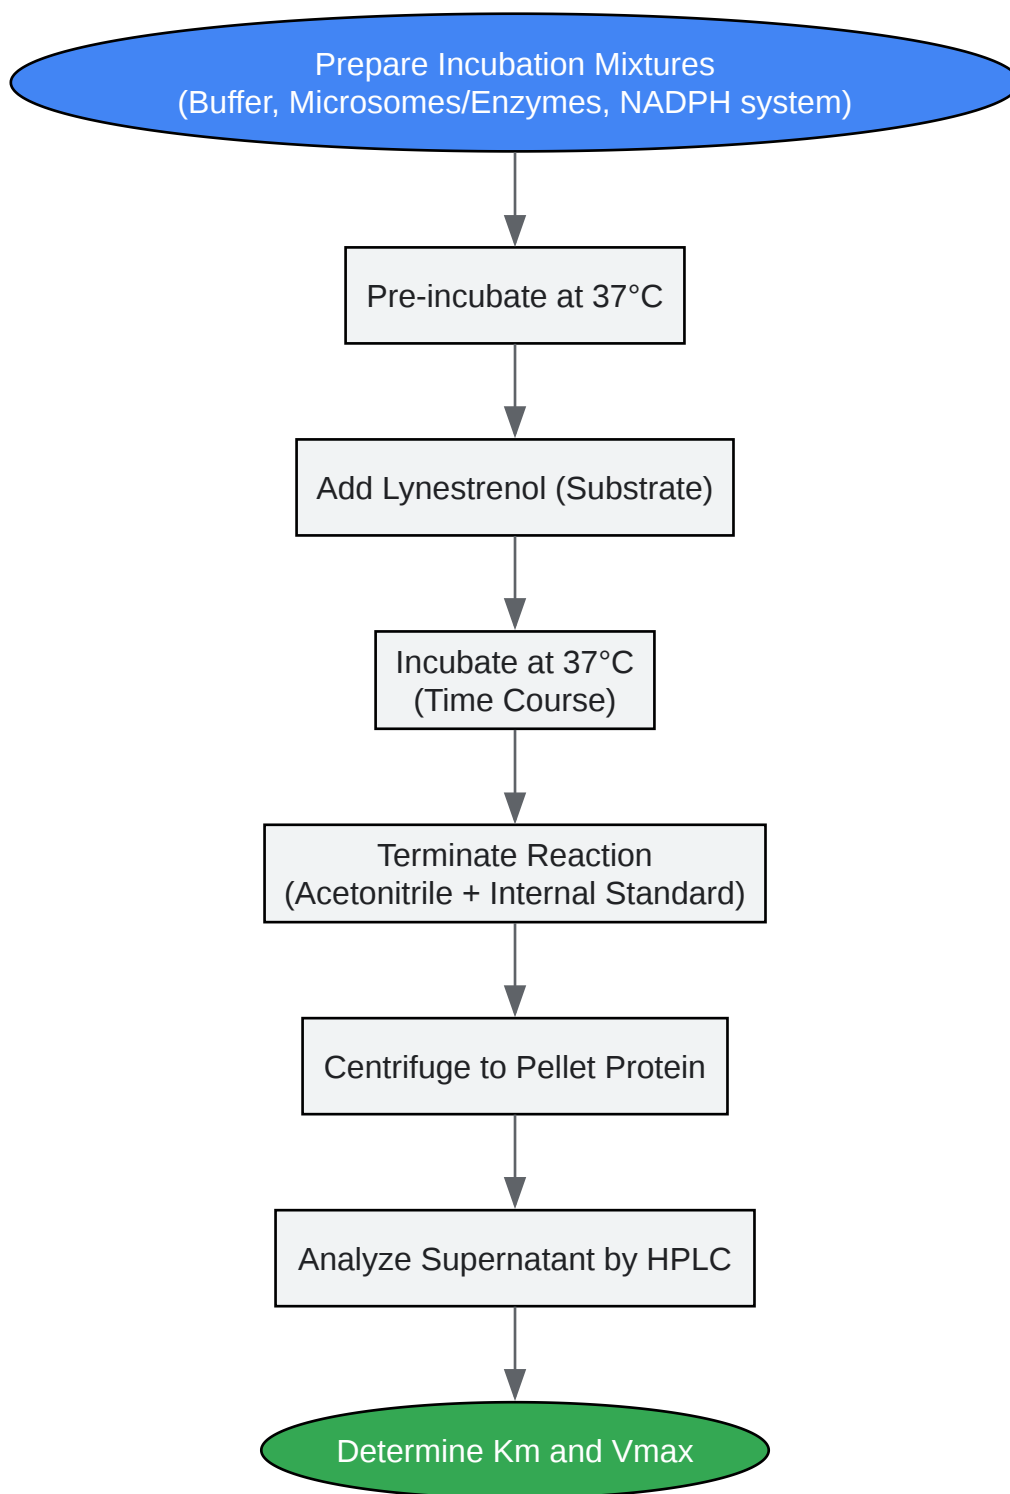 Prepare Incubation Mixtures
(Buffer, Microsomes/Enzymes, NADPH system)
Pre-incubate at 37°C
Add Lynestrenol (Substrate)
Incubate at 37°C
(Time Course)
Terminate Reaction
(Acetonitrile + Internal Standard)
Centrifuge to Pellet Protein
Analyze Supernatant by HPLC
Determine Km and Vmax